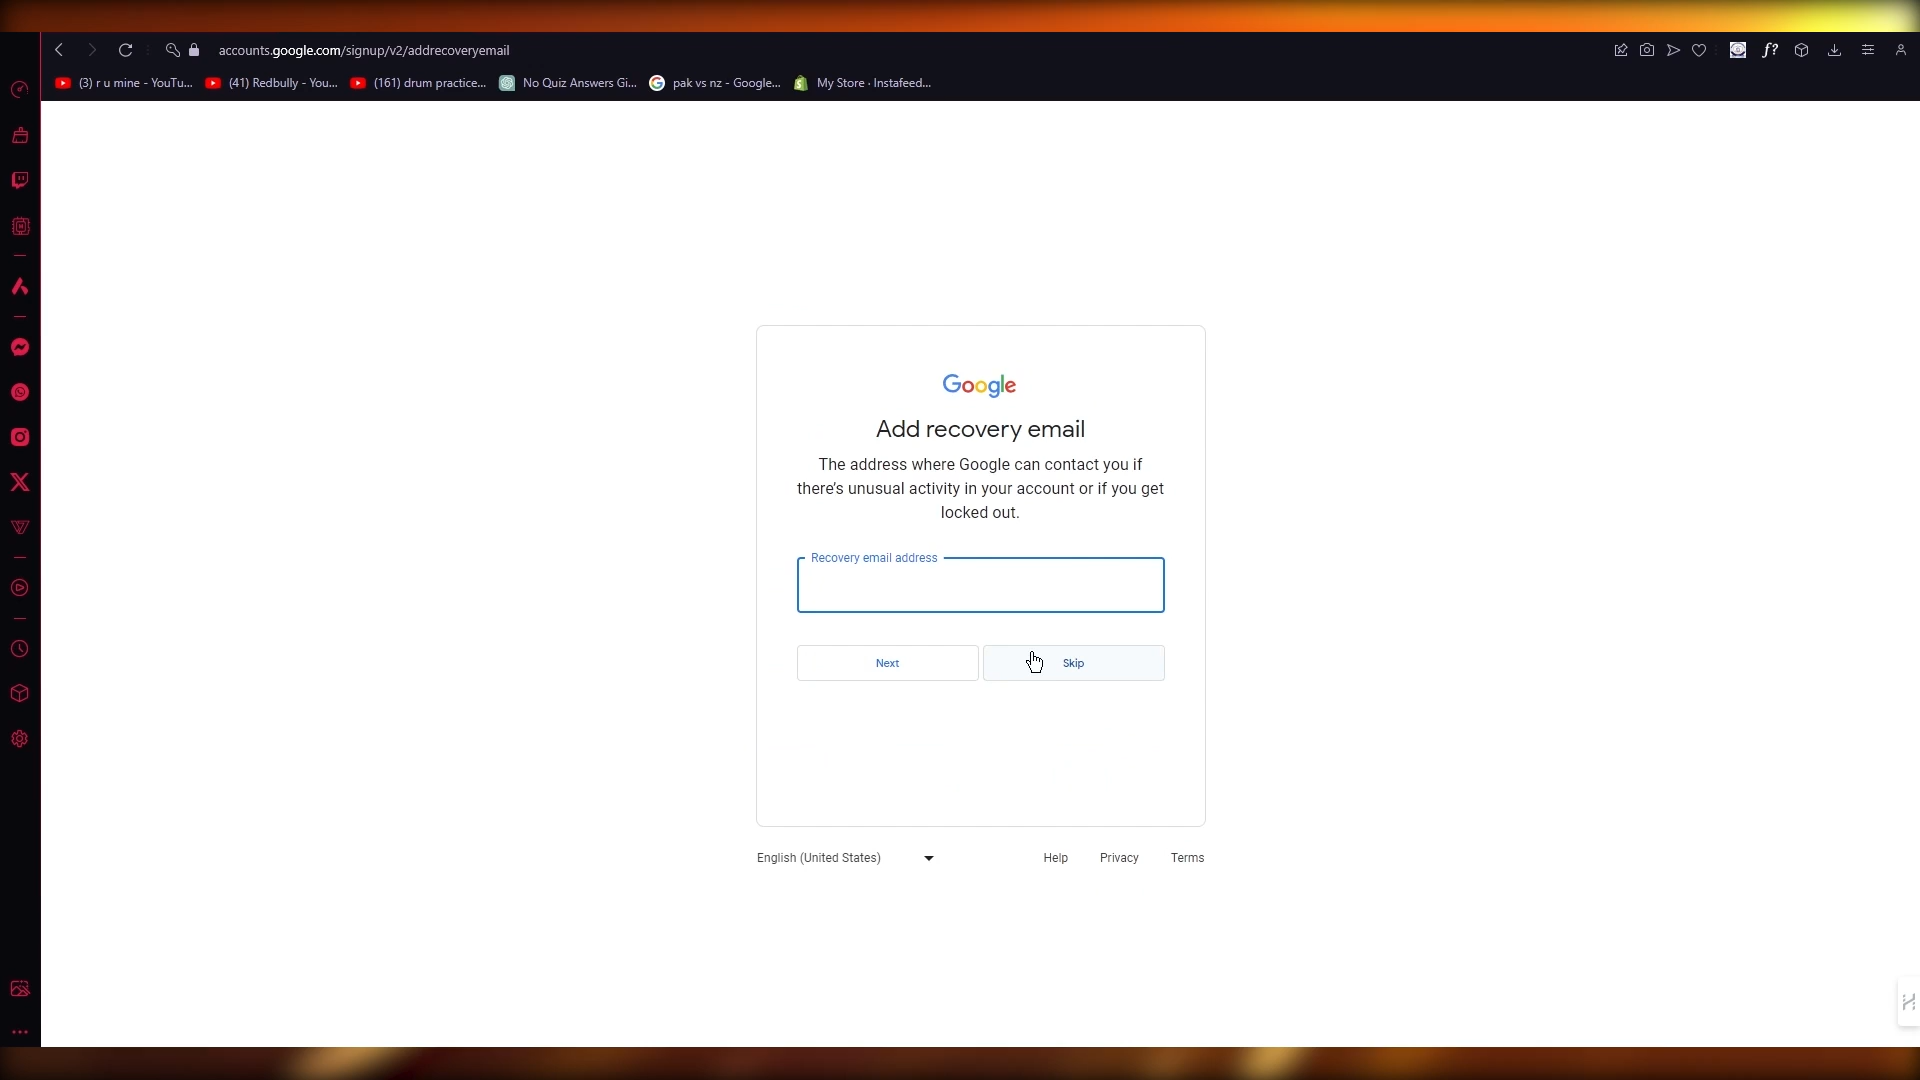 accounts.google.com/signup/v2/addrecoveryemail
(3) r u mine - YouTu... (41) Redbully - You... (161) drum practice... No Quiz Answers Gi... pak vs nz - Google... My Store · Instafeed...
Google
Add recovery email
The address where Google can contact you if
there's unusual activity in your account or if you get
locked out.
Recovery email address
Next Skip
English (United States) Help Privacy Terms